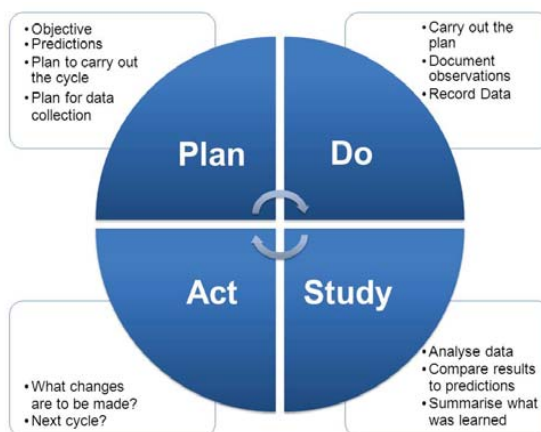 • Objective
• Predictions
• Plan to carry out
the cycle
• Plan for data
collection
• Carry out the
plan
• Document
observations
• Record Data
Plan
Do
Act
Study
• What changes
are to be made?
• Next cycle?
• Analyse data
• Compare results
to predictions
• Summarise what
was learned